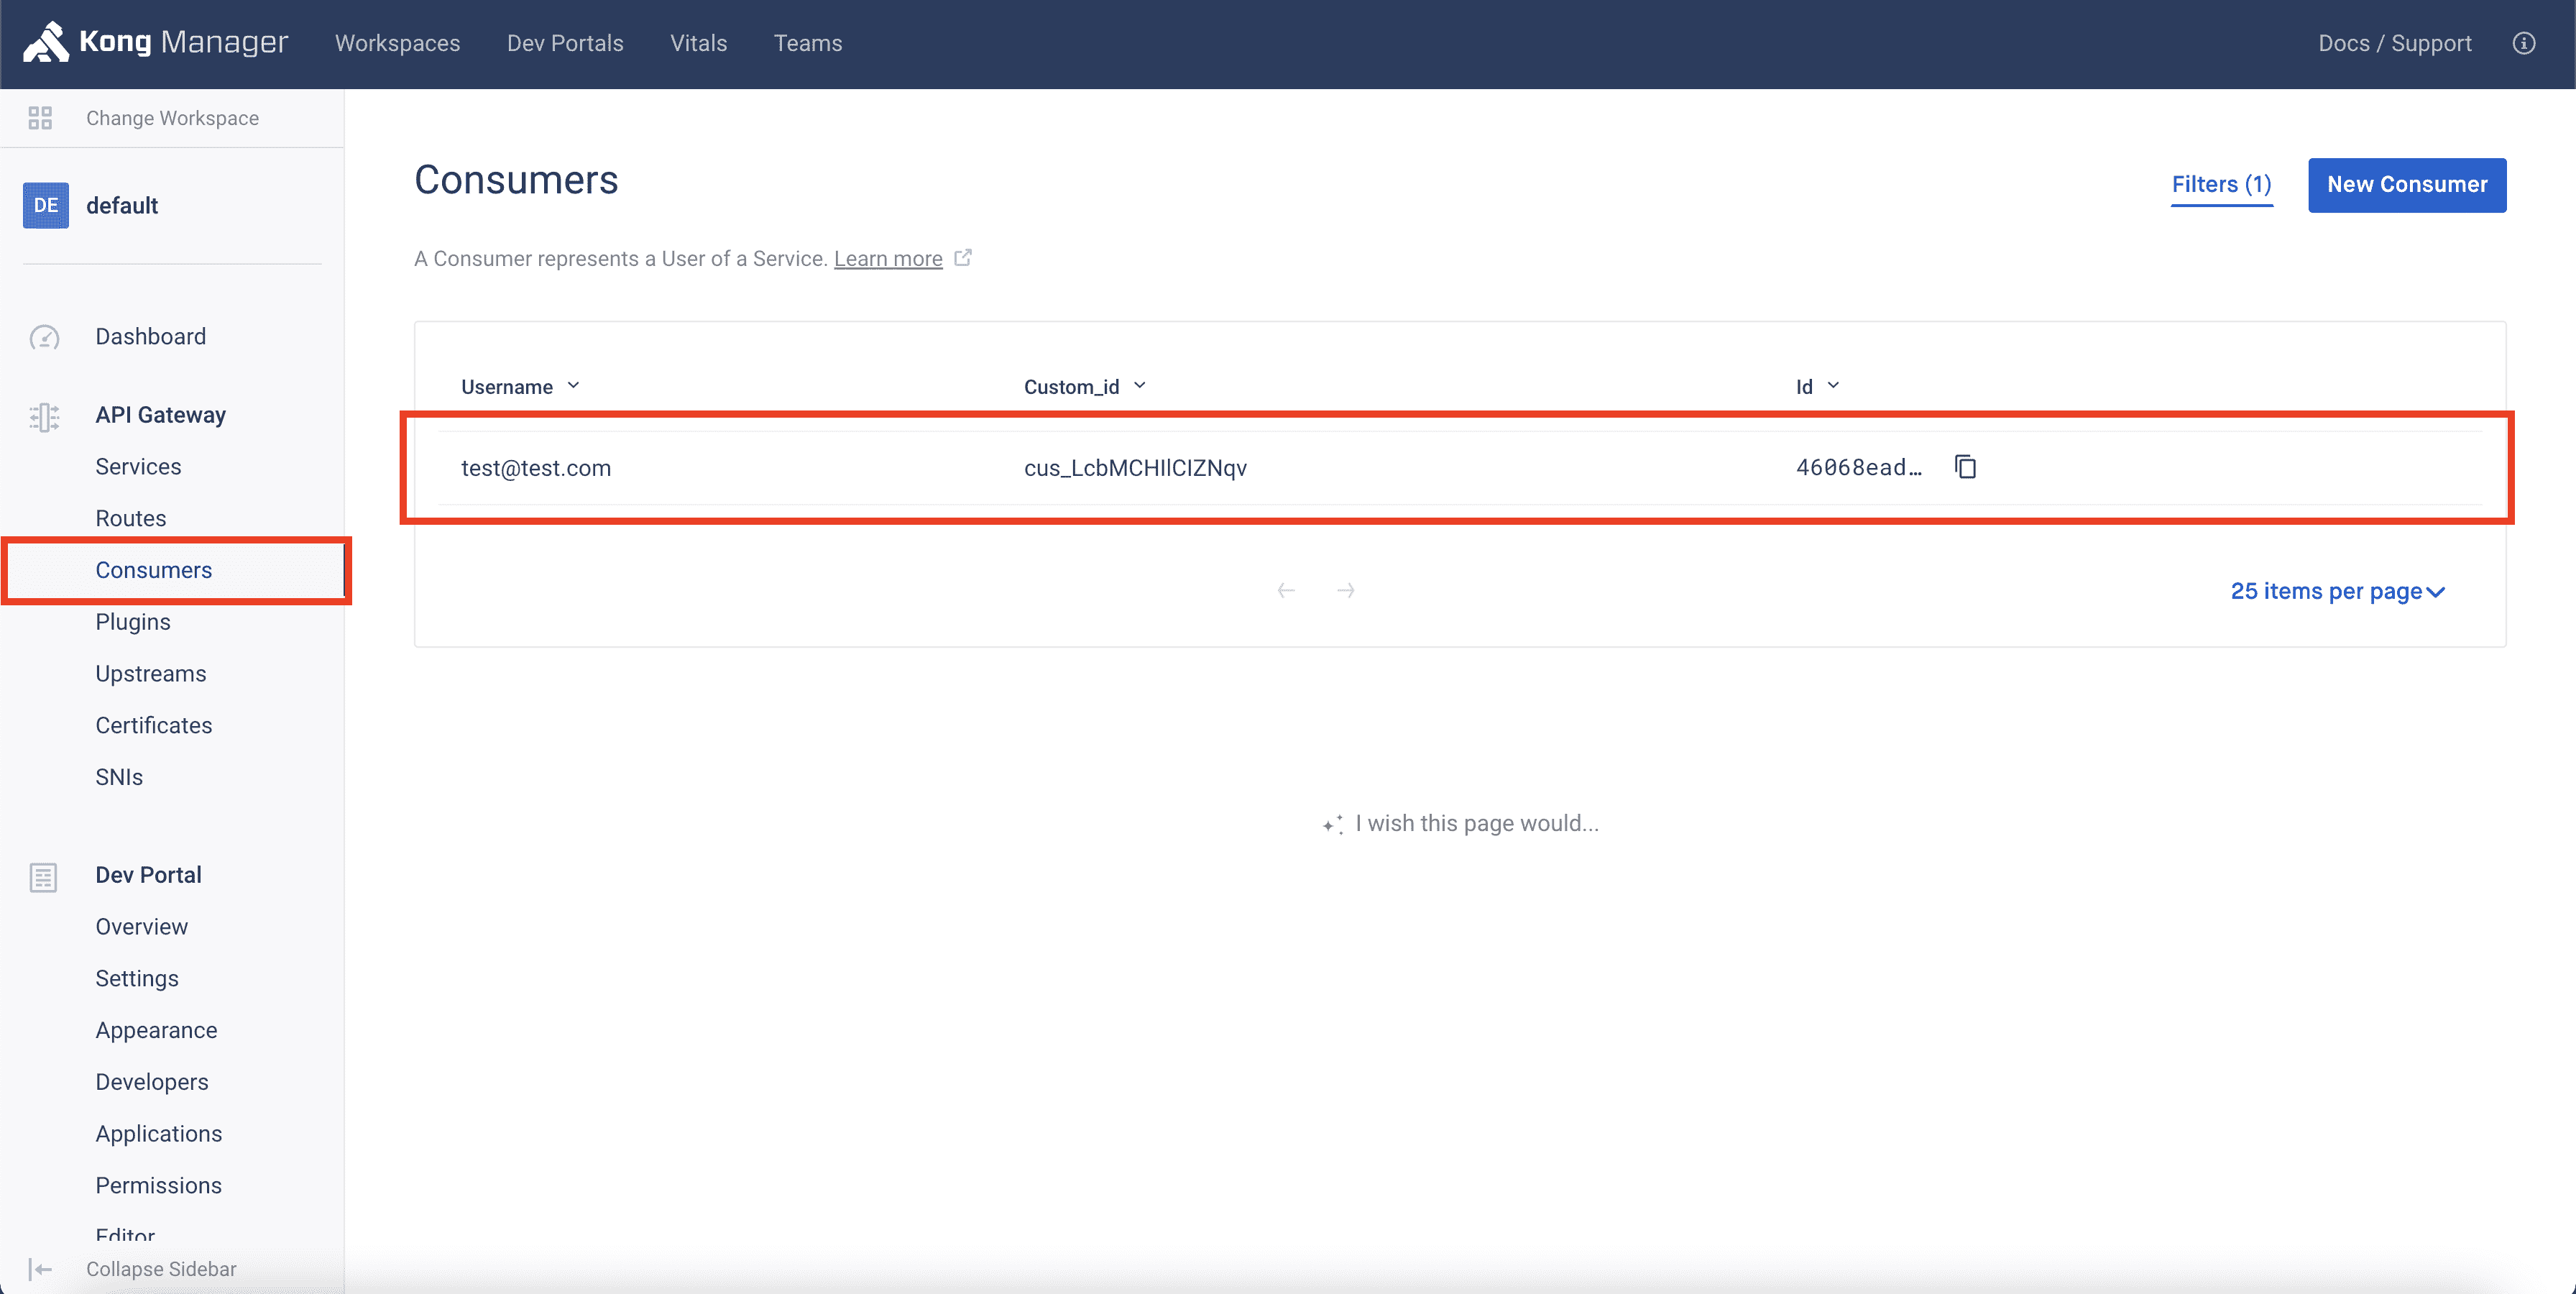 Kong Manager Workspaces Dev Portals Vitals Teams Docs / Support
Change Workspace
DE default
Dashboard
API Gateway
Services
Routes
Consumers
Plugins
Upstreams
Certificates
SNIs
Dev Portal
Overview
Settings
Appearance
Developers
Applications
Permissions
Editor
Collapse Sidebar
Consumers
Filters (1) New Consumer
A Consumer represents a User of a Service. Learn more
Username Custom_id Id
test@test.com cus_LcbMCHIlCIZNqv 46068ead…
25 items per page
I wish this page would...